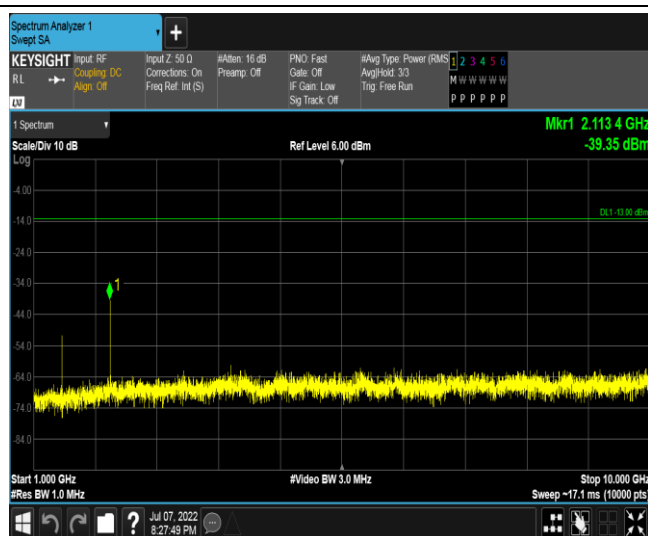 Spectrum Analyzer 1
Swept SA
KEYSIGHT
RL
LXI
Input: RF
Coupling: DC
Align: Off
Input Z: 50 Ω
Corrections: On
Freq Ref: Int (S)
#Atten: 16 dB
Preamp: Off
PNO: Fast
Gate: Off
IF Gain: Low
Sig Track: Off
#Avg Type: Power (RMS
Avg|Hold: 3/3
Trig: Free Run
1 2 3 4 5 6
M W W W W W
P P P P P P
1 Spectrum
Mkr1 2.113 4 GHz
Scale/Div 10 dB
Ref Level 6.00 dBm
-39.35 dBm
Log
-4.00
DL1 -13.00 dBm
-14.0
-24.0
-34.0
1
-44.0
-54.0
-64.0
-74.0
-84.0
Start 1.000 GHz
#Video BW 3.0 MHz
Stop 10.000 GHz
#Res BW 1.0 MHz
Sweep ~17.1 ms (10000 pts)
?
Jul 07, 2022
8:27:49 PM